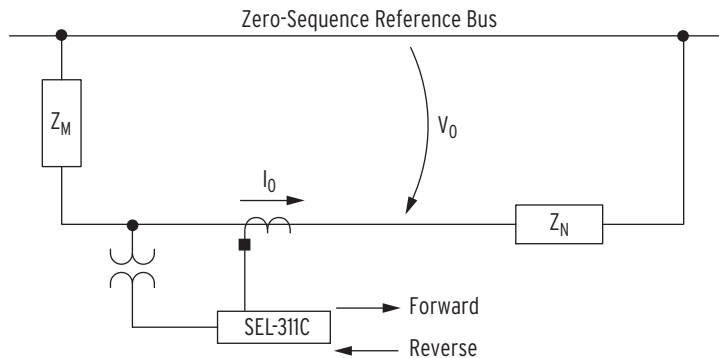 Zero-Sequence Reference Bus
Z_M
V_0
I_0
Z_N
SEL-311C
Forward
Reverse